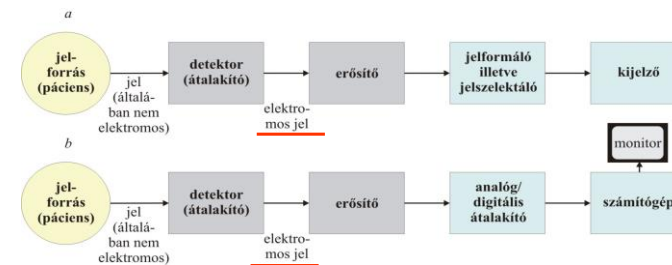 a
jel-
forrás
(páciens)
jel
(általá-
ban nem
elektromos)
detektor
(átalakító)
elektro-
mos jel
erősítő
jelformáló
illetve
jelszelektáló
kijelző
b
jel-
forrás
(páciens)
jel
(általá-
ban nem
elektromos)
detektor
(átalakító)
elektro-
mos jel
erősítő
analóg/
digitális
átalakító
számítógép
monitor